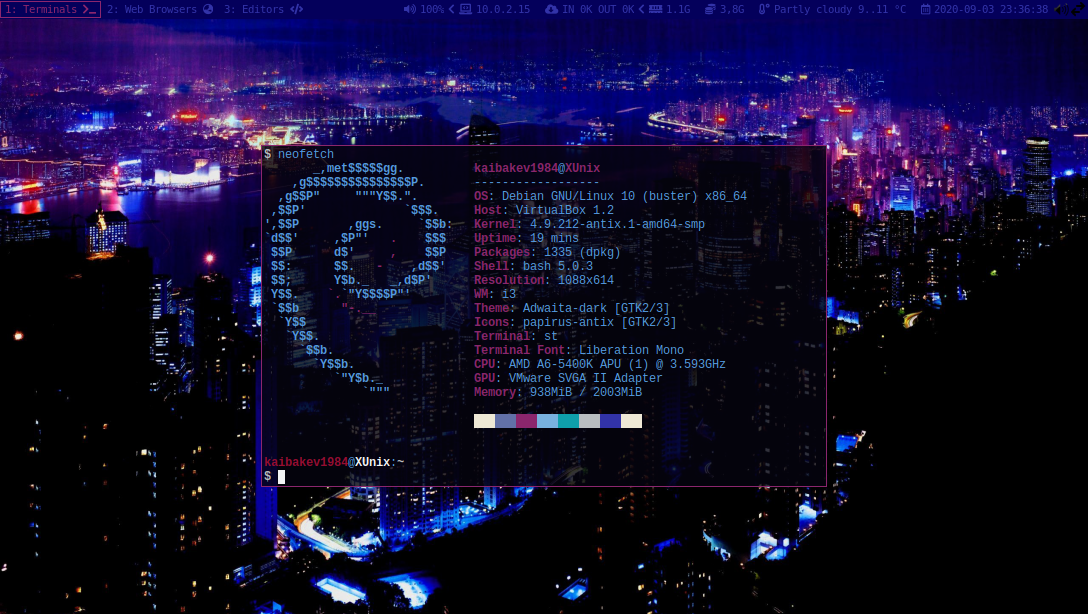 1: Terminals 2: Web Browsers 3: Editors 100% 10.0.2.15 IN 0K OUT 0K 1.1G 3,8G Partly cloudy 9..11 °C 2020-09-03 23:36:38
$ neofetch
_,met$$$$$gg. kaibakev1984@XUnix
,g$$$$$$$$$$$$$$$P. ------------------
,g$$P"     """Y$$.". OS: Debian GNU/Linux 10 (buster) x86_64
,$$P'              `$$$. Host: VirtualBox 1.2
',$$P       ,ggs.     `$$b: Kernel: 4.9.212-antix.1-amd64-smp
`d$$'     ,$P"'   .    $$$ Uptime: 19 mins
$$P      d$'     ,    $$P Packages: 1335 (dpkg)
$$:      $$.   -    ,d$$' Shell: bash 5.0.3
$$;      Y$b._   _,d$P' Resolution: 1088x614
Y$$.    `.`"Y$$$$P"' WM: i3
`$$b      "-.__ Theme: Adwaita-dark [GTK2/3]
`Y$$ Icons: papirus-antix [GTK2/3]
`Y$$. Terminal: st
`$$b. Terminal Font: Liberation Mono
`Y$$b. CPU: AMD A6-5400K APU (1) @ 3.593GHz
`"Y$b._ GPU: VMware SVGA II Adapter
`""" Memory: 938MiB / 2003MiB
kaibakev1984@XUnix:~
$